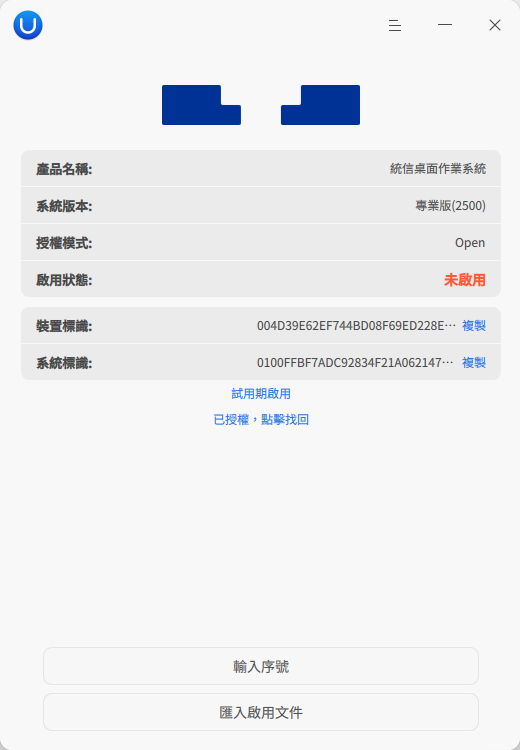 產品名稱: 統信桌面作業系統
系統版本: 專業版(2500)
授權模式: Open
啟用狀態: 未啟用
裝置標識: 004D39E62EF744BD08F69ED228E··· 複製
系統標識: 0100FFBF7ADC92834F21A062147··· 複製
試用期啟用
已授權，點擊找回
輸入序號
匯入啟用文件